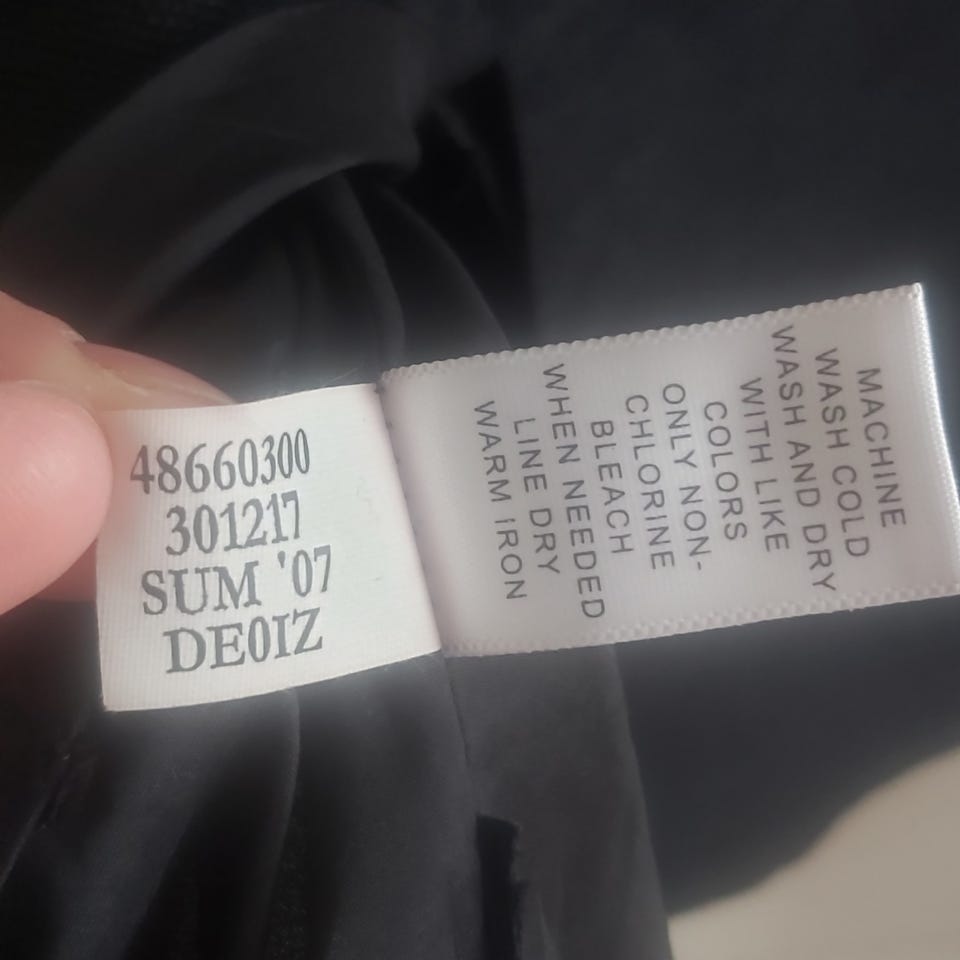 48660300
301217
SUM '07
DE0IZ
MACHINE
WASH COLD
WASH AND DRY
WITH LIKE
COLORS
ONLY NON-
CHLORINE
BLEACH
WHEN NEEDED
LINE DRY
WARM IRON